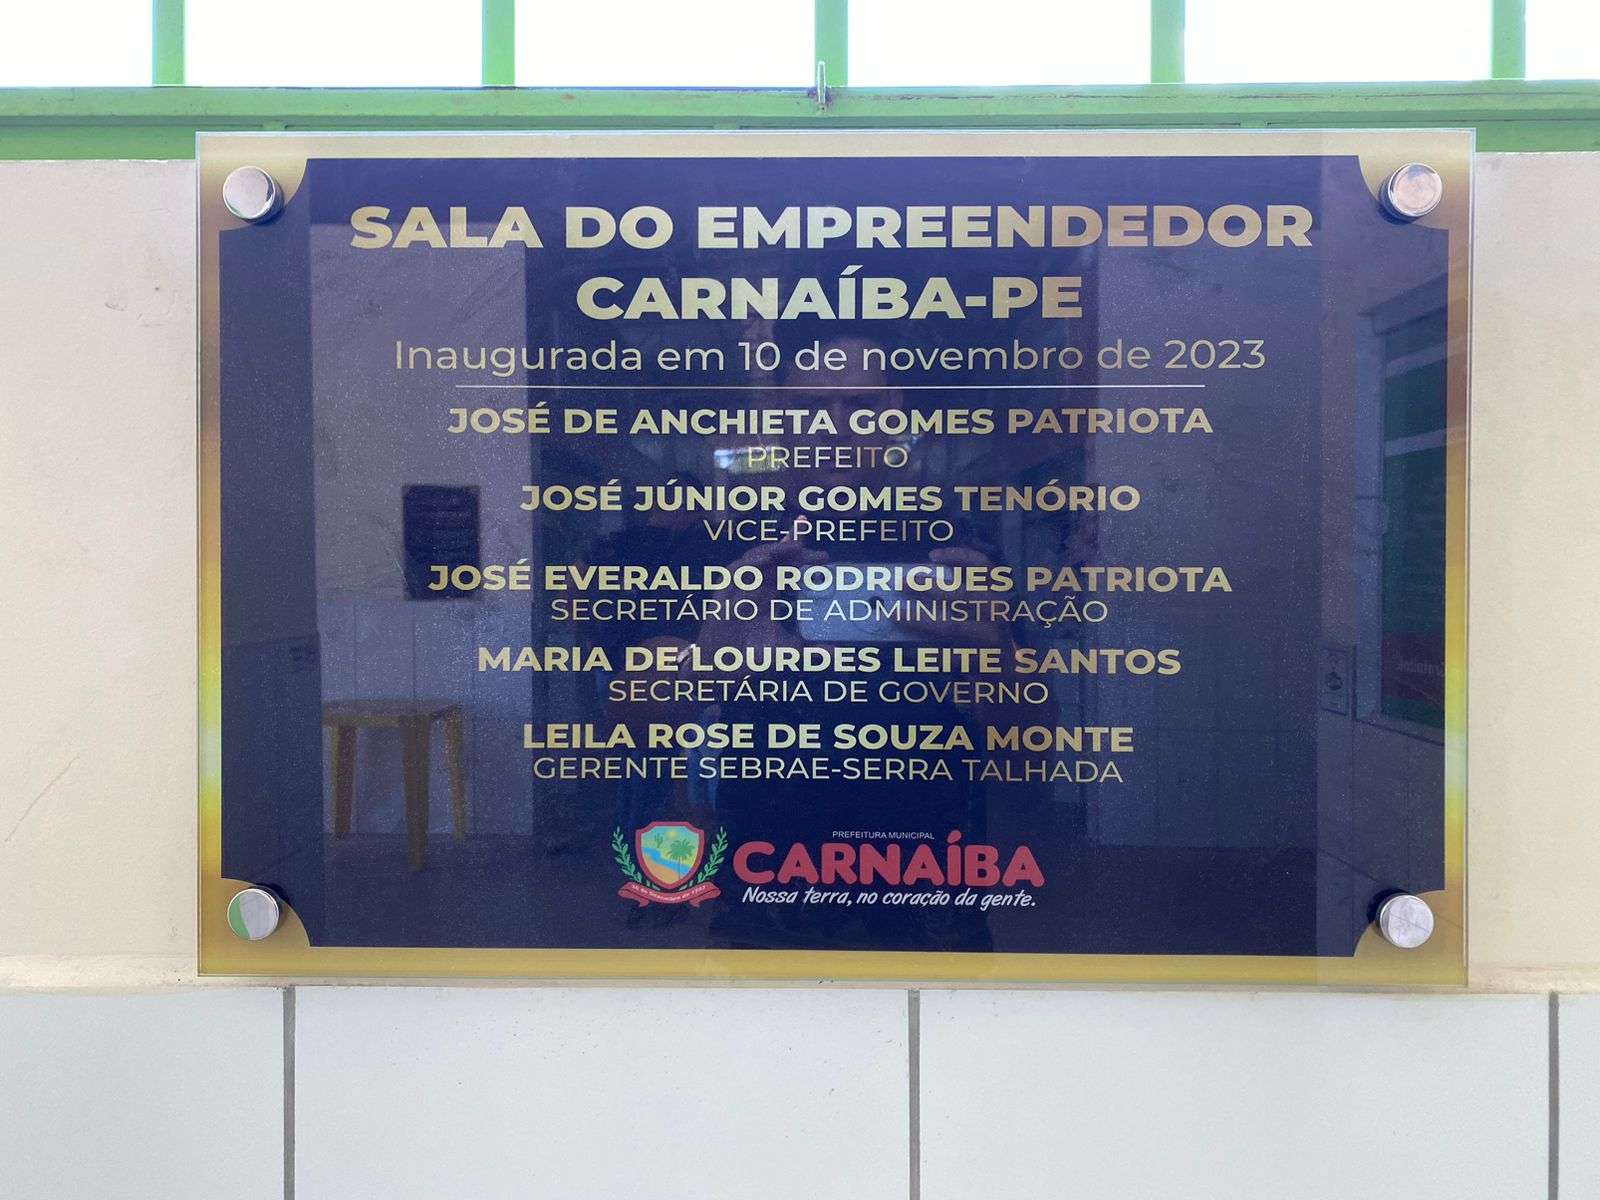 SALA DO EMPREENDEDOR
CARNAÍBA-PE
Inaugurada em 10 de novembro de 2023
JOSÉ DE ANCHIETA GOMES PATRIOTA
PREFEITO
JOSÉ JÚNIOR GOMES TENÓRIO
VICE-PREFEITO
JOSÉ EVERALDO RODRIGUES PATRIOTA
SECRETÁRIO DE ADMINISTRAÇÃO
MARIA DE LOURDES LEITE SANTOS
SECRETÁRIA DE GOVERNO
LEILA ROSE DE SOUZA MONTE
GERENTE SEBRAE-SERRA TALHADA
PREFEITURA MUNICIPAL
CARNAÍBA
Nossa terra, no coração da gente.